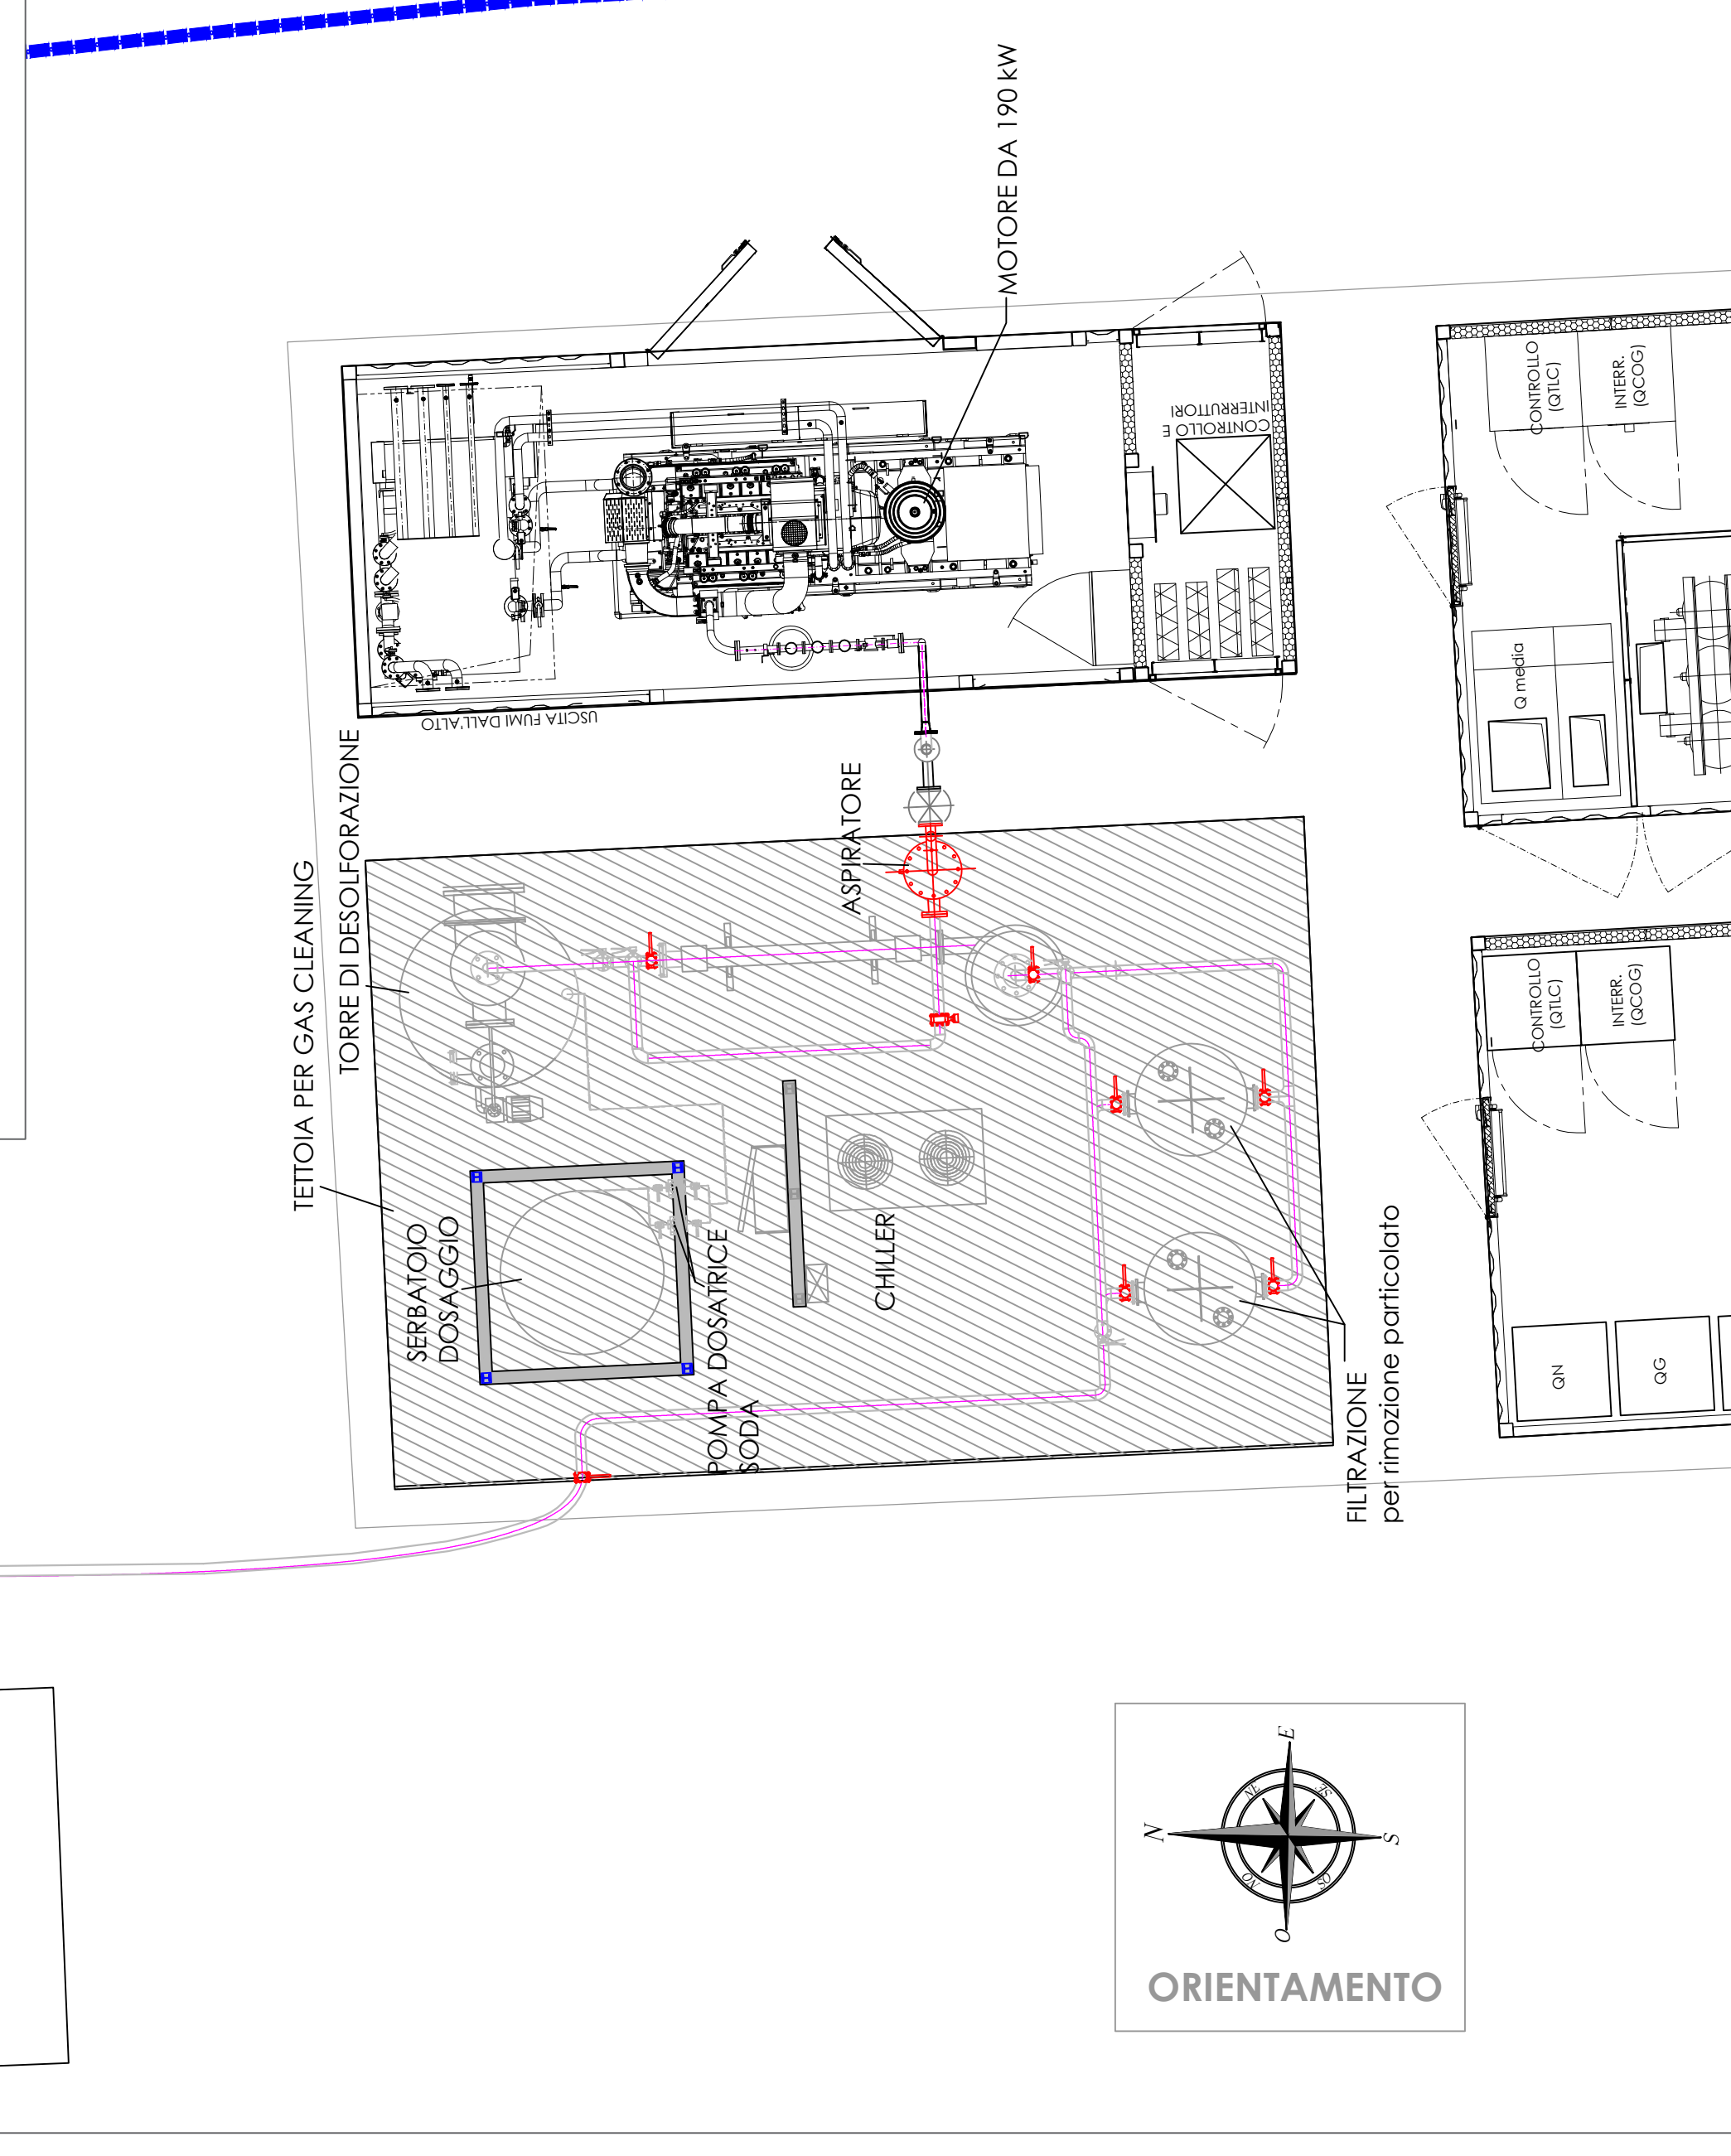 MOTORE DA 190 kW
CONTROLLO E
INTERRUTTORI
USCITA FUMI DALL'ALTO
TORRE DI DESOLFORAZIONE
TETTOIA PER GAS CLEANING
ASPIRATORE
SERBATOIO
DOSAGGIO
POMPA DOSATRICE
SODA
CHILLER
FILTRAZIONE
per rimozione particolato
CONTROLLO
(QTLC)
INTERR.
(QCOG)
Q media
CONTROLLO
(QTLC)
INTERR.
(QCOG)
QN
QG
N
NE
E
SE
S
SO
O
NO
ORIENTAMENTO